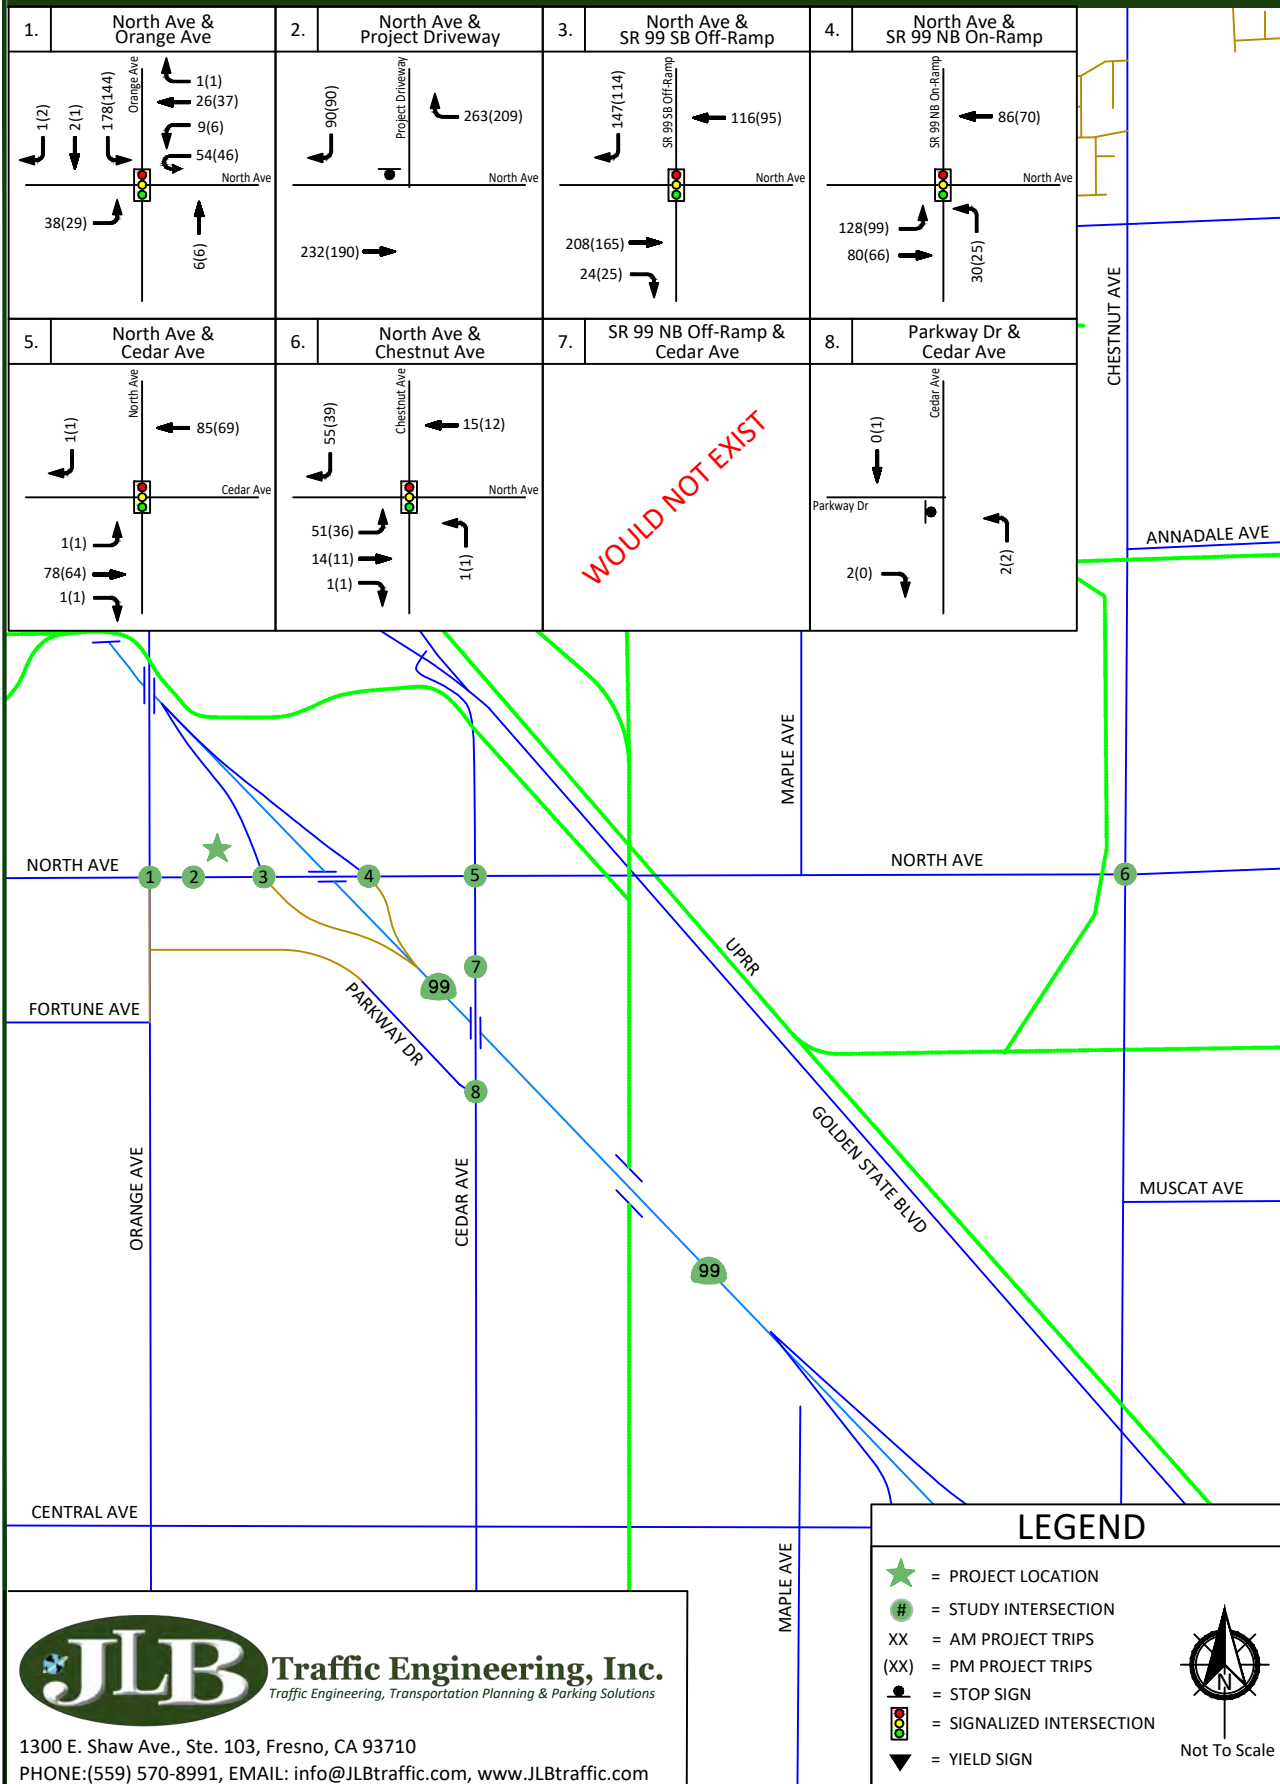 1.
North Ave &
Orange Ave
1(2)
2(1)
178(144)
Orange Ave
1(1)
26(37)
9(6)
54(46)
North Ave
38(29)
6(6)
2.
North Ave &
Project Driveway
90(90)
Project Driveway
263(209)
North Ave
232(190)
3.
North Ave &
SR 99 SB Off-Ramp
147(114)
SR 99 SB Off-Ramp
116(95)
North Ave
208(165)
24(25)
4.
North Ave &
SR 99 NB On-Ramp
SR 99 NB On-Ramp
86(70)
North Ave
128(99)
80(66)
30(25)
5.
North Ave &
Cedar Ave
1(1)
North Ave
85(69)
Cedar Ave
1(1)
78(64)
1(1)
6.
North Ave &
Chestnut Ave
55(39)
Chestnut Ave
15(12)
North Ave
51(36)
14(11)
1(1)
1(1)
7.
SR 99 NB Off-Ramp &
Cedar Ave
WOULD NOT EXIST
8.
Parkway Dr &
Cedar Ave
0(1)
Cedar Ave
Parkway Dr
2(0)
2(2)
CHESTNUT AVE
ANNADALE AVE
MAPLE AVE
NORTH AVE
1
2
3
4
5
NORTH AVE
6
7
99
UPRR
FORTUNE AVE
PARKWAY DR
8
ORANGE AVE
CEDAR AVE
GOLDEN STATE BLVD
MUSCAT AVE
99
CENTRAL AVE
MAPLE AVE
LEGEND
= PROJECT LOCATION
# = STUDY INTERSECTION
XX = AM PROJECT TRIPS
(XX) = PM PROJECT TRIPS
= STOP SIGN
= SIGNALIZED INTERSECTION
= YIELD SIGN
N
Not To Scale
JLB
Traffic Engineering, Inc.
Traffic Engineering, Transportation Planning & Parking Solutions
1300 E. Shaw Ave., Ste. 103, Fresno, CA 93710
PHONE:(559) 570-8991, EMAIL: info@JLBtraffic.com, www.JLBtraffic.com